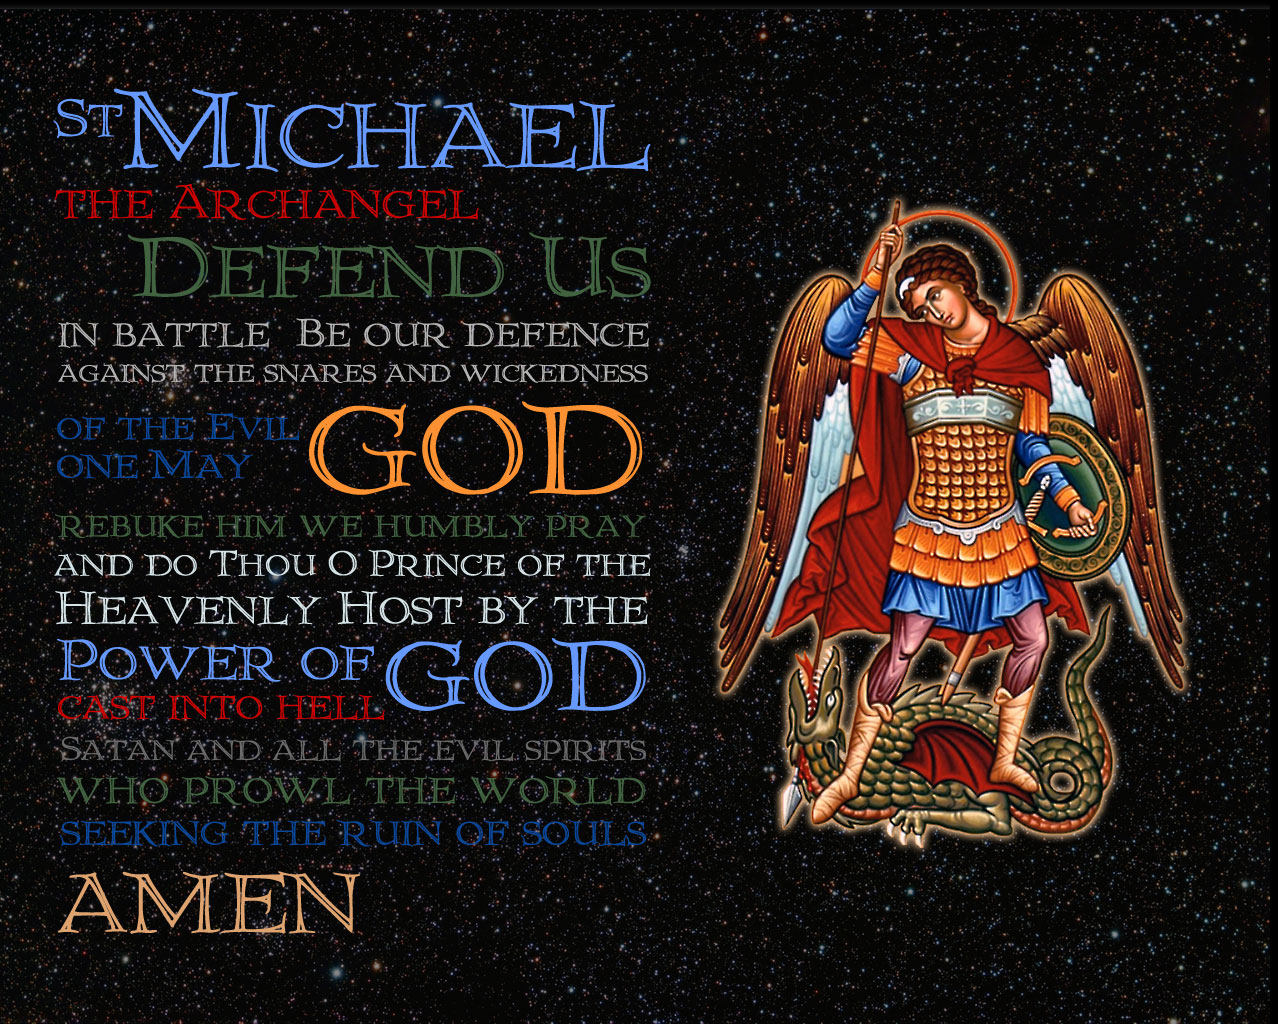 St Michael
the Archangel
Defend Us
in battle Be our defence
against the snares and wickedness
of the Evil
one May GOD
rebuke him we humbly pray
and do Thou O Prince of the
Heavenly Host by the
Power of GOD
cast into hell
Satan and all the evil spirits
who prowl the world
seeking the ruin of souls
AMEN